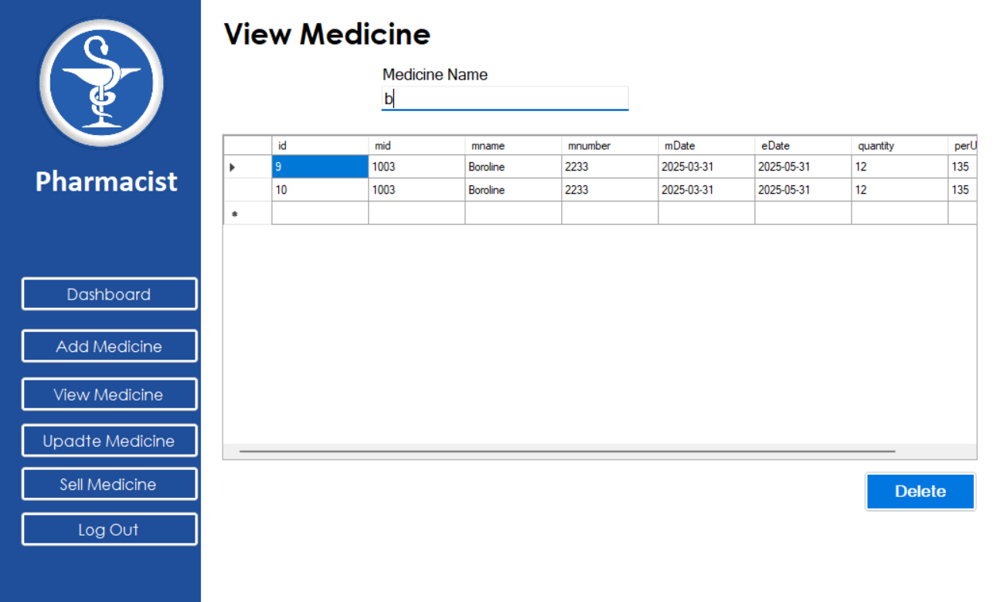 View Medicine
Medicine Name
b
Pharmacist
Dashboard
Add Medicine
View Medicine
Upadte Medicine
Sell Medicine
Log Out
id mid mname mnumber mDate eDate quantity perU
9 1003 Boroline 2233 2025-03-31 2025-05-31 12 135
10 1003 Boroline 2233 2025-03-31 2025-05-31 12 135
Delete